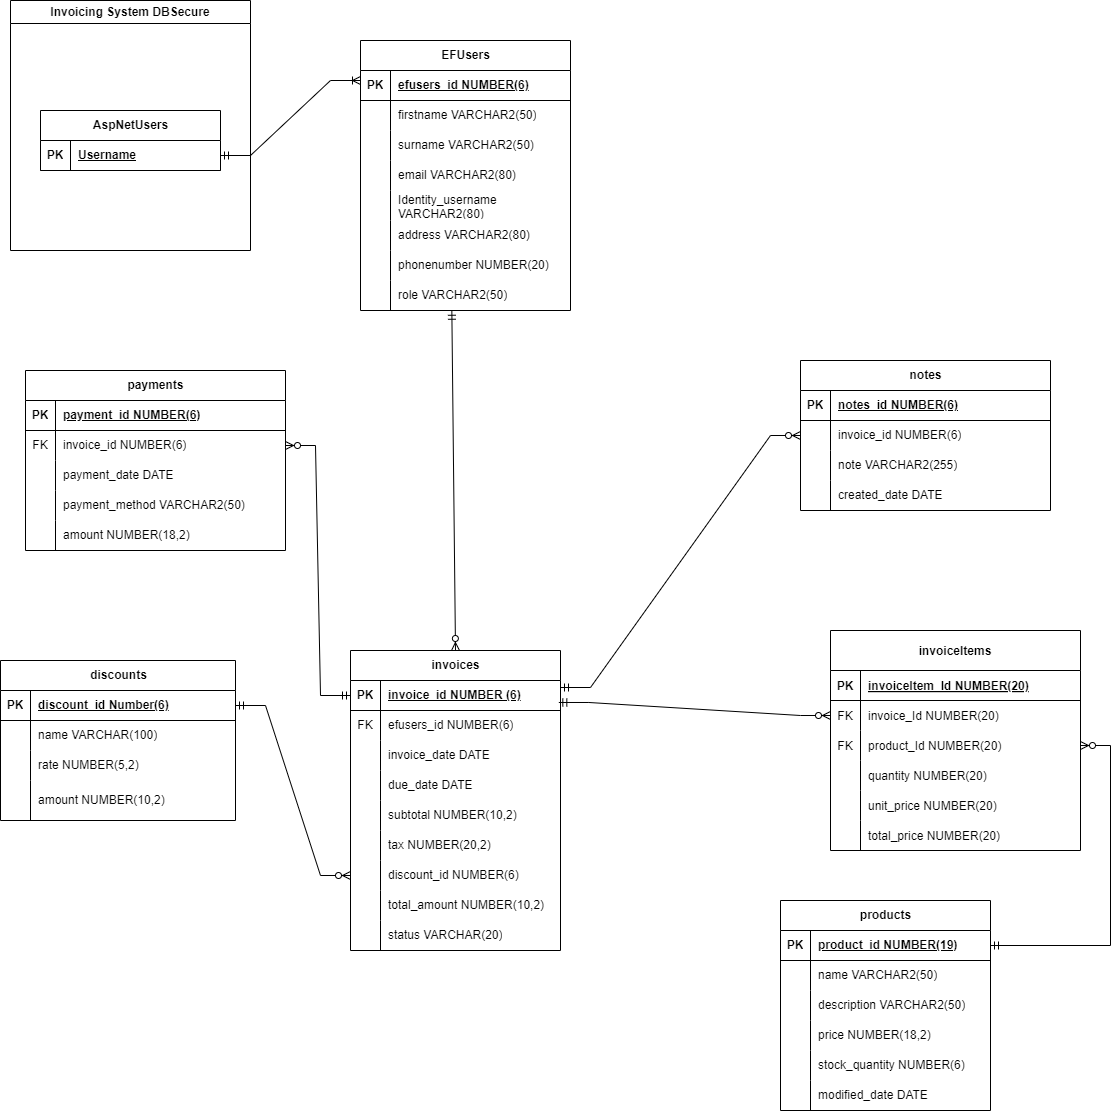 Invoicing System DBSecure
AspNetUsers
PK Username
EFUsers
PK efusers_id NUMBER(6)
firstname VARCHAR2(50)
surname VARCHAR2(50)
email VARCHAR2(80)
Identity_username
VARCHAR2(80)
address VARCHAR2(80)
phonenumber NUMBER(20)
role VARCHAR2(50)
payments
PK payment_id NUMBER(6)
FK invoice_id NUMBER(6)
payment_date DATE
payment_method VARCHAR2(50)
amount NUMBER(18,2)
notes
PK notes_id NUMBER(6)
invoice_id NUMBER(6)
note VARCHAR2(255)
created_date DATE
discounts
PK discount_id Number(6)
name VARCHAR(100)
rate NUMBER(5,2)
amount NUMBER(10,2)
invoices
PK invoice_id NUMBER (6)
FK efusers_id NUMBER(6)
invoice_date DATE
due_date DATE
subtotal NUMBER(10,2)
tax NUMBER(20,2)
discount_id NUMBER(6)
total_amount NUMBER(10,2)
status VARCHAR(20)
invoiceItems
PK invoiceItem_Id NUMBER(20)
FK invoice_Id NUMBER(20)
FK product_Id NUMBER(20)
quantity NUMBER(20)
unit_price NUMBER(20)
total_price NUMBER(20)
products
PK product_id NUMBER(19)
name VARCHAR2(50)
description VARCHAR2(50)
price NUMBER(18,2)
stock_quantity NUMBER(6)
modified_date DATE